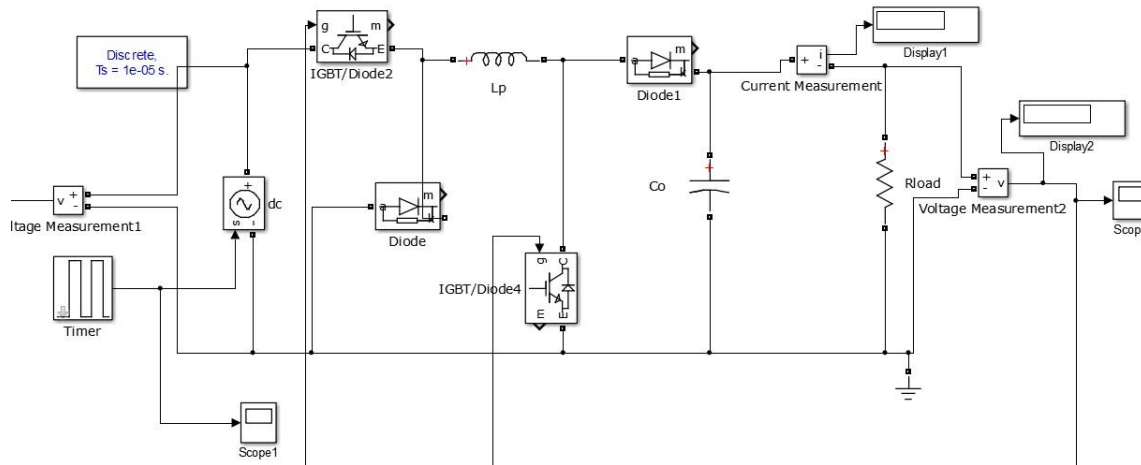 Discrete,
Ts = 1e-05 s.
g
m
C
E
IGBT/Diode2
Lp
a
m
k
Diode1
+
-
i
Current Measurement
Display1
Display2
v
+
-
ltage Measurement1
s
+
-
dc
a
m
k
Diode
Co
Rload
+
-
v
Voltage Measurement2
Scop
g
C
m
E
IGBT/Diode4
Timer
Scope1